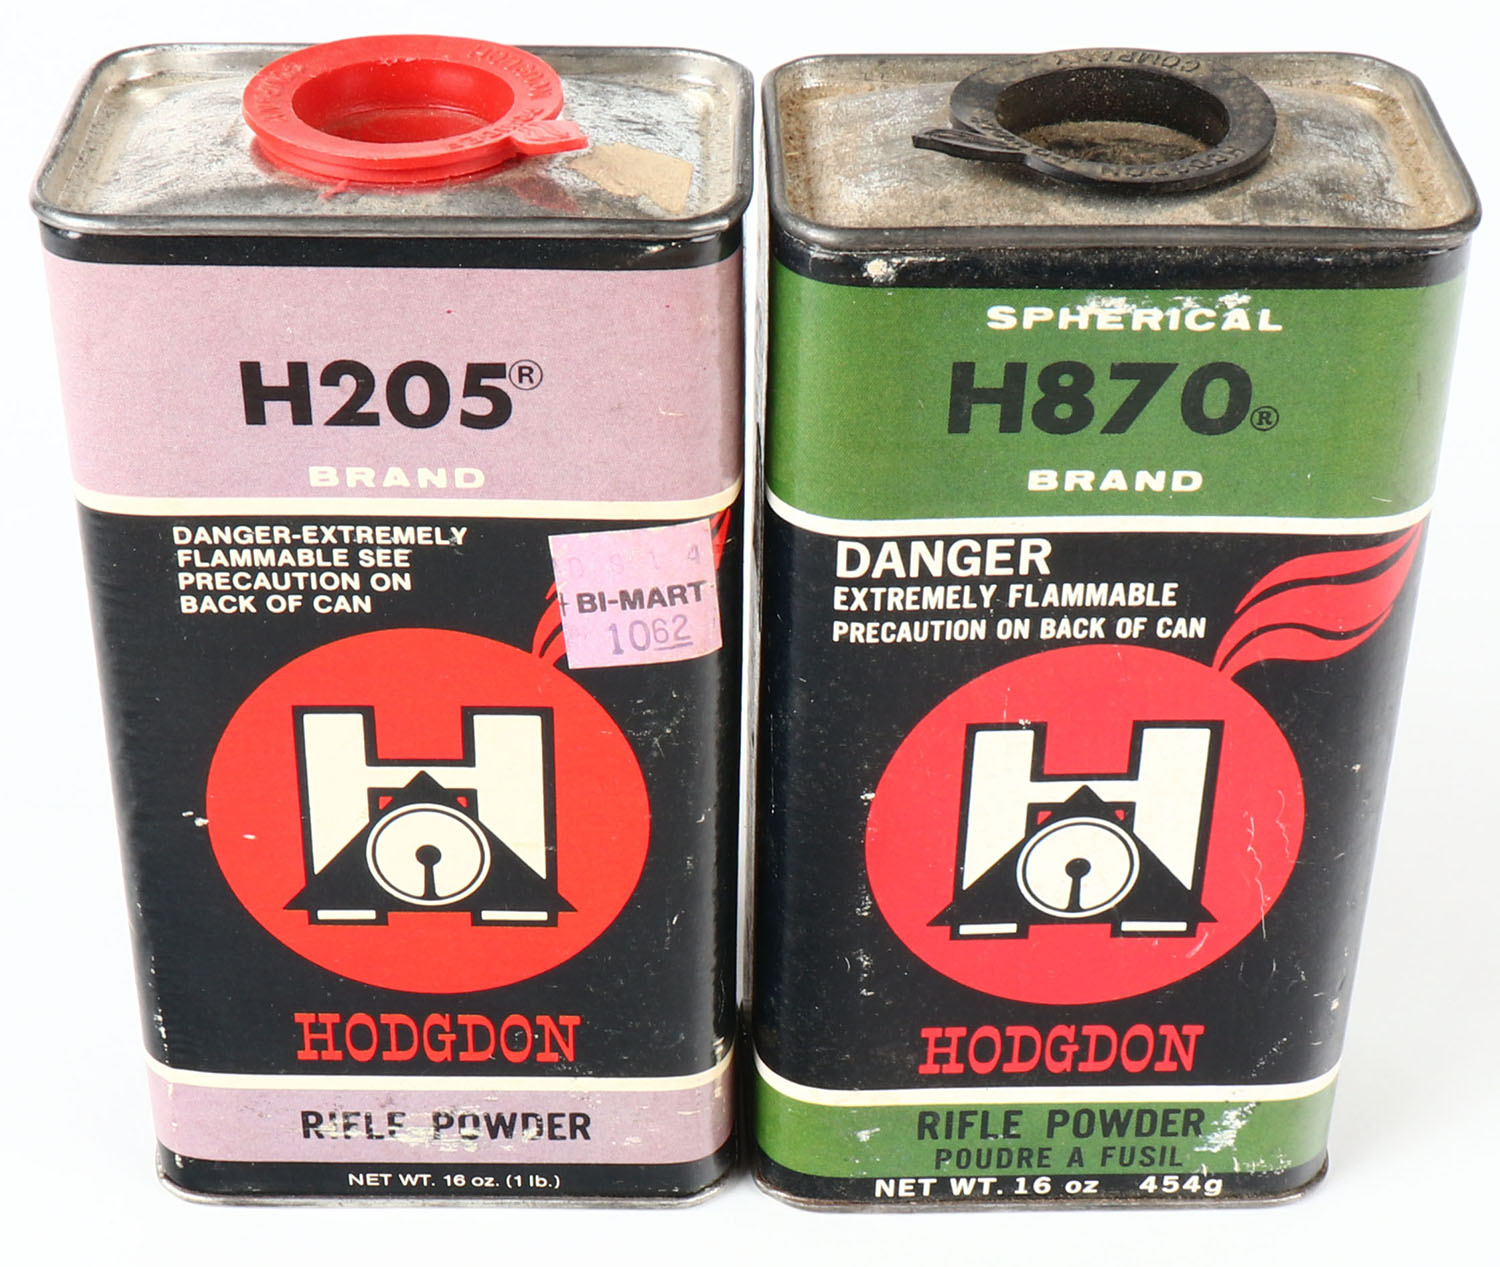 H205®
BRAND
DANGER-EXTREMELY
FLAMMABLE SEE
PRECAUTION ON
BACK OF CAN
BI-MART
1062
H
HODGDON
RIFLE POWDER
NET WT. 16 oz. (1 lb.)
COMPANY
HODGDON
SPHERICAL
H870®
BRAND
DANGER
EXTREMELY FLAMMABLE
PRECAUTION ON BACK OF CAN
H
HODGDON
RIFLE POWDER
POUDRE A FUSIL
NET WT. 16 oz 454g